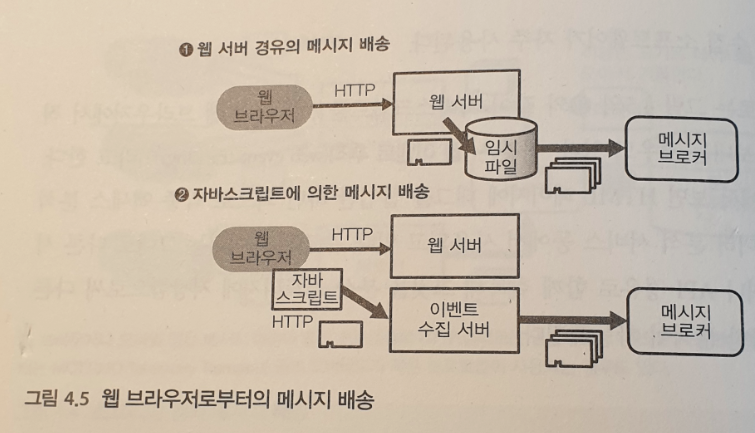 ❶ 웹 서버 경유의 메시지 배송
웹
브라우저
HTTP
웹 서버
임시
파일
메시지
브로커
❷ 자바스크립트에 의한 메시지 배송
웹
브라우저
HTTP
웹 서버
자바
스크립트
HTTP
이벤트
수집 서버
메시지
브로커
그림 4.5 웹 브라우저로부터의 메시지 배송